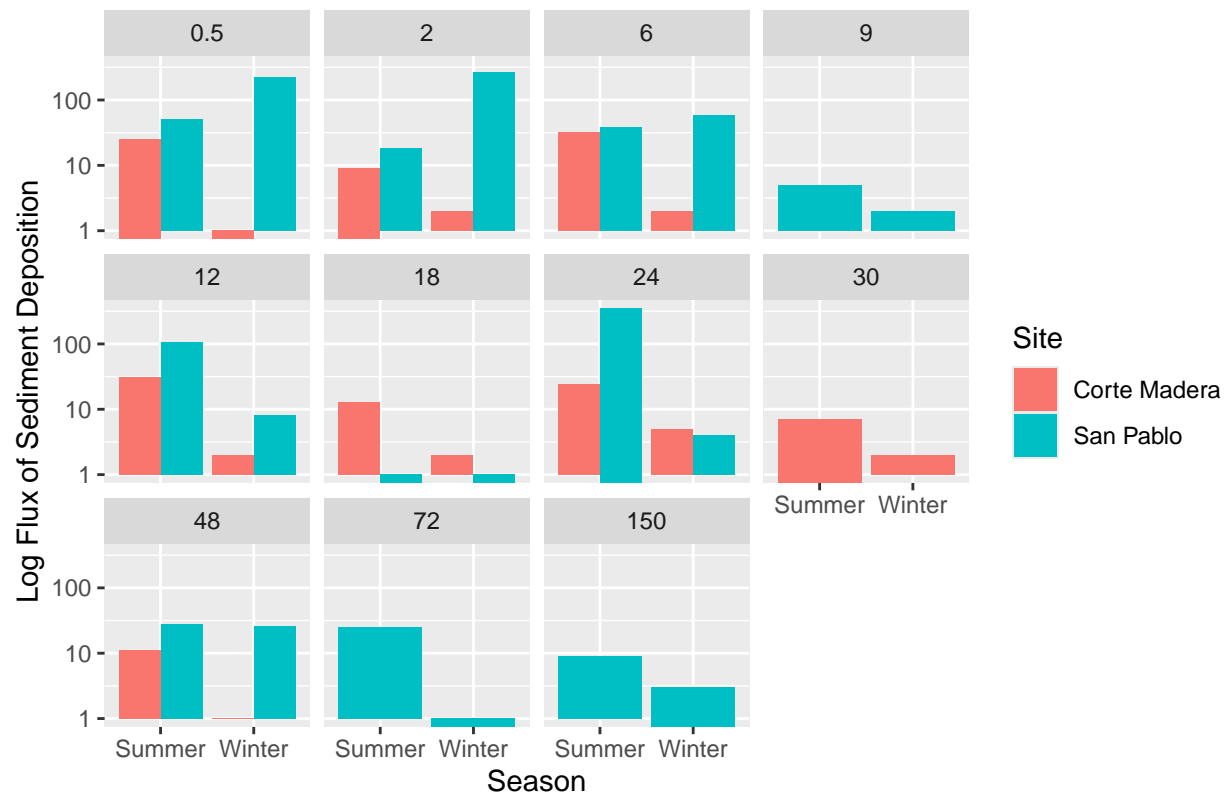 Log Flux of Sediment Deposition
0.5 2 6 9
100
10
1
12 18 24 30
100
10
1
Summer Winter
48 72 150
100
10
1
Summer Winter Summer Winter Summer Winter
Season
Site
Corte Madera
San Pablo